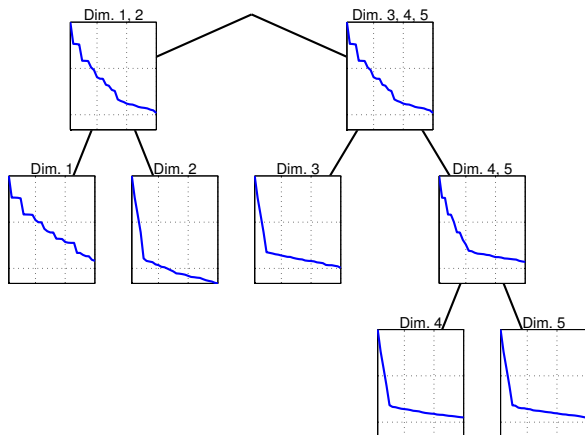 Dim. 1, 2
Dim. 3, 4, 5
Dim. 1
Dim. 2
Dim. 3
Dim. 4, 5
Dim. 4
Dim. 5